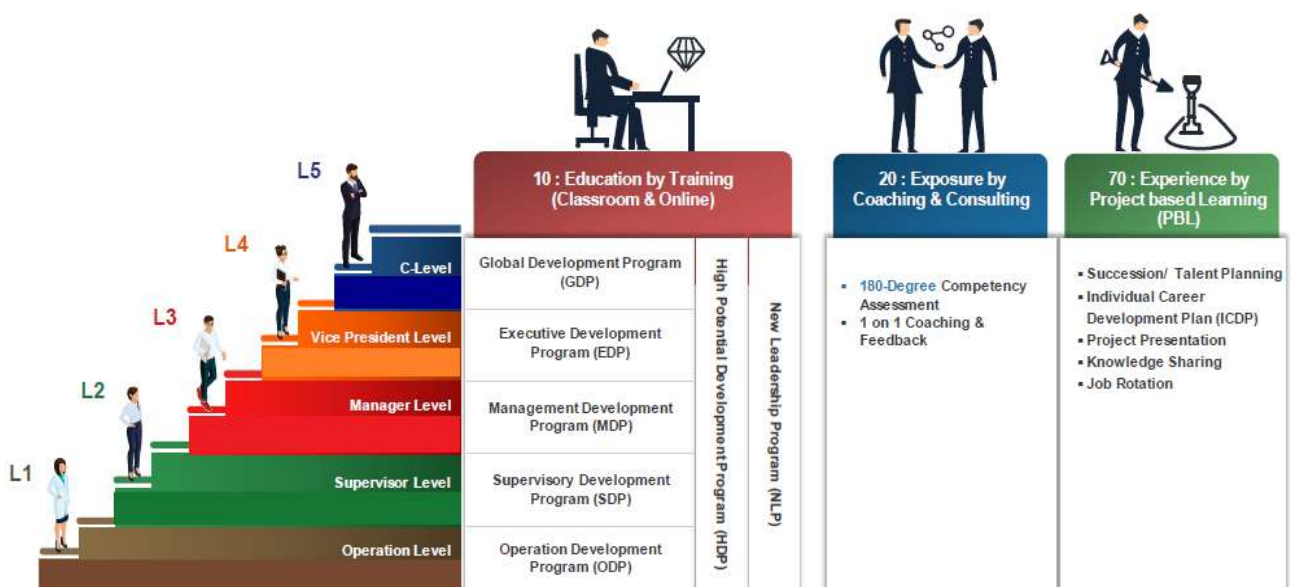 L5
L4
L3
L2
L1
C-Level
Vice President Level
Manager Level
Supervisor Level
Operation Level
10 : Education by Training
(Classroom & Online)
Global Development Program
(GDP)
Executive Development
Program (EDP)
Management Development
Program (MDP)
Supervisory Development
Program (SDP)
Operation Development
Program (ODP)
High Potential Development Program (HDP)
New Leadership Program (NLP)
20 : Exposure by
Coaching & Consulting
▪ 180-Degree Competency
Assessment
▪ 1 on 1 Coaching &
Feedback
70 : Experience by
Project based Learning
(PBL)
▪ Succession/ Talent Planning
▪ Individual Career
Development Plan (ICDP)
▪ Project Presentation
▪ Knowledge Sharing
▪ Job Rotation